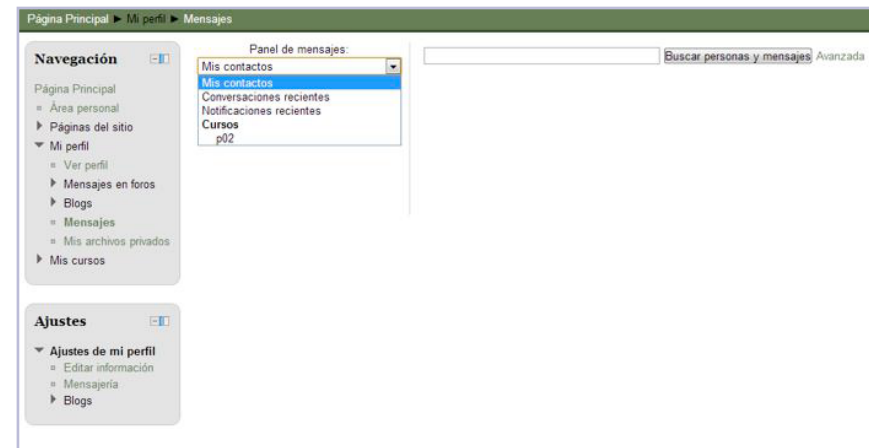 Página Principal ► Mi perfil ► Mensajes
Navegación
Página Principal
Área personal
Páginas del sitio
Mi perfil
Ver perfil
Mensajes en foros
Blogs
Mensajes
Mis archivos privados
Mis cursos
Ajustes
Ajustes de mi perfil
Editar información
Mensajería
Blogs
Panel de mensajes:
Mis contactos
Mis contactos
Conversaciones recientes
Notificaciones recientes
Cursos
p02
Buscar personas y mensajes Avanzada